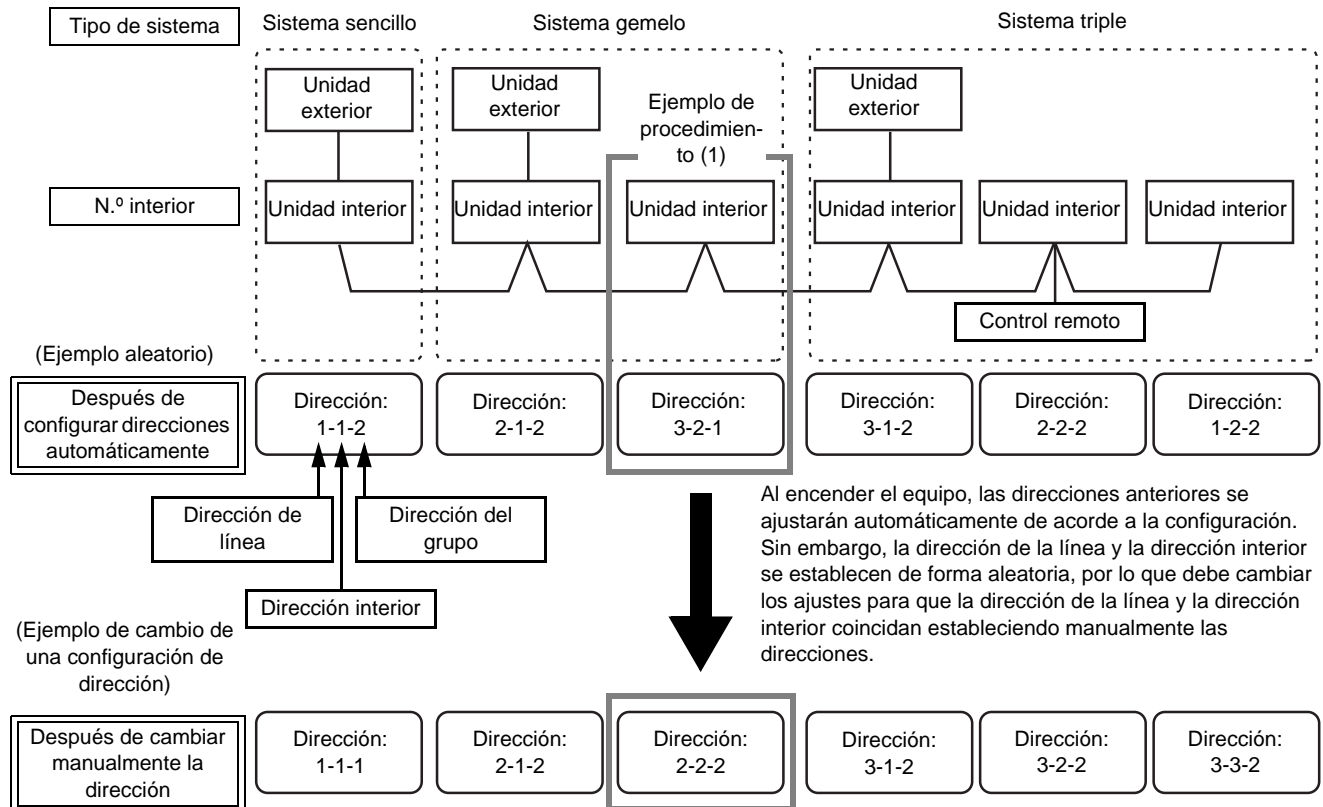 Tipo de sistema
Sistema sencillo
Sistema gemelo
Sistema triple
Unidad
exterior
Unidad
exterior
Ejemplo de
procedimien-
to (1)
Unidad
exterior
N.º interior
Unidad interior
Unidad interior
Unidad interior
Unidad interior
Unidad interior
Unidad interior
Control remoto
(Ejemplo aleatorio)
Después de
configurar direcciones
automáticamente
Dirección:
1-1-2
Dirección:
2-1-2
Dirección:
3-2-1
Dirección:
3-1-2
Dirección:
2-2-2
Dirección:
1-2-2
Dirección de
línea
Dirección del
grupo
Dirección interior
Al encender el equipo, las direcciones anteriores se
ajustarán automáticamente de acorde a la configuración.
Sin embargo, la dirección de la línea y la dirección interior
se establecen de forma aleatoria, por lo que debe cambiar
los ajustes para que la dirección de la línea y la dirección
interior coincidan estableciendo manualmente las
direcciones.
(Ejemplo de cambio de
una configuración de
dirección)
Después de cambiar
manualmente la
dirección
Dirección:
1-1-1
Dirección:
2-1-2
Dirección:
2-2-2
Dirección:
3-1-2
Dirección:
3-2-2
Dirección:
3-3-2